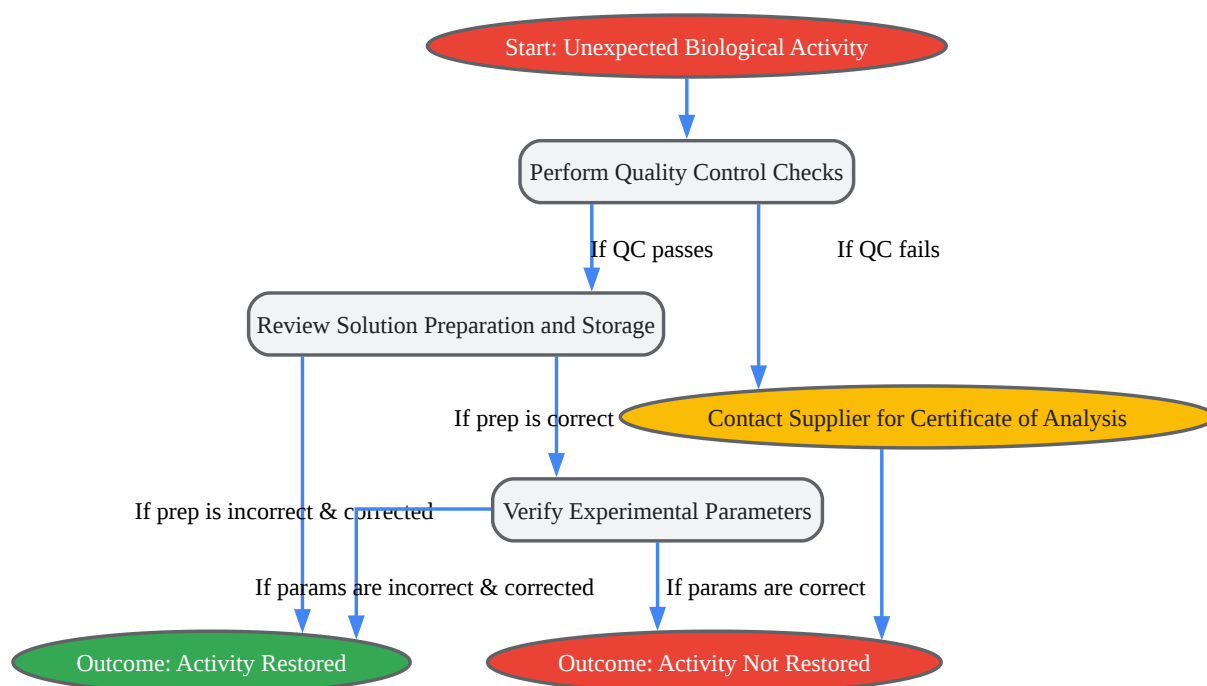 Start: Unexpected Biological Activity
Perform Quality Control Checks
If QC passes
If QC fails
Review Solution Preparation and Storage
If prep is correct
Contact Supplier for Certificate of Analysis
If prep is incorrect & corrected
Verify Experimental Parameters
If params are incorrect & corrected
If params are correct
Outcome: Activity Restored
Outcome: Activity Not Restored